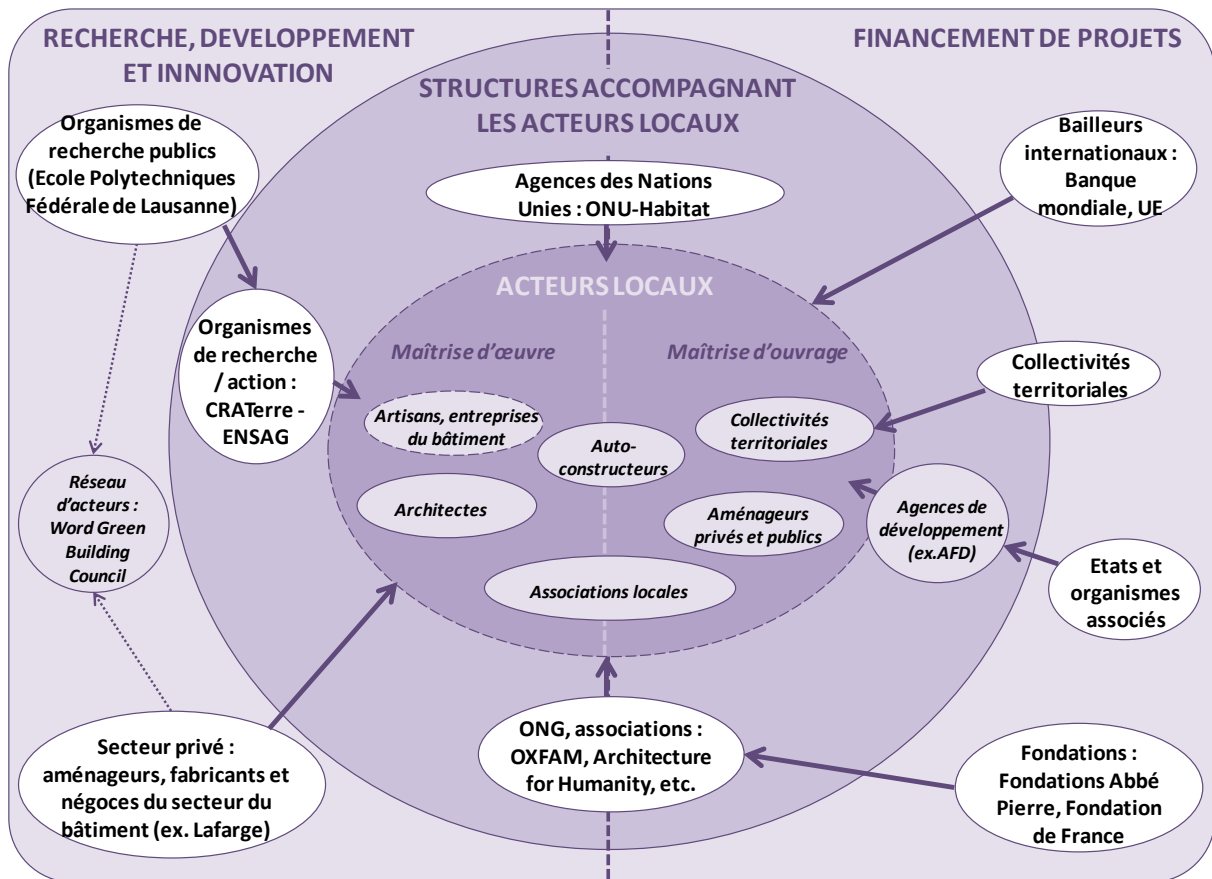 RECHERCHE, DEVELOPPEMENT
ET INNNOVATION
FINANCEMENT DE PROJETS
STRUCTURES ACCOMPAGNANT
LES ACTEURS LOCAUX
Organismes de
recherche publics
(Ecole Polytechniques
Fédérale de Lausanne)
Agences des Nations
Unies : ONU-Habitat
Bailleurs
internationaux :
Banque
mondiale, UE
ACTEURS LOCAUX
Organismes
de recherche
/ action :
CRATerre -
ENSAG
Maîtrise d’œuvre
Maîtrise d’ouvrage
Collectivités
territoriales
Artisans, entreprises
du bâtiment
Auto-
constructeurs
Collectivités
territoriales
Réseau
d’acteurs :
Word Green
Building
Council
Architectes
Aménageurs
privés et publics
Agences de
développement
(ex.AFD)
Associations locales
Etats et
organismes
associés
Secteur privé :
aménageurs, fabricants et
négoces du secteur du
bâtiment (ex. Lafarge)
ONG, associations :
OXFAM, Architecture
for Humanity, etc.
Fondations :
Fondations Abbé
Pierre, Fondation
de France